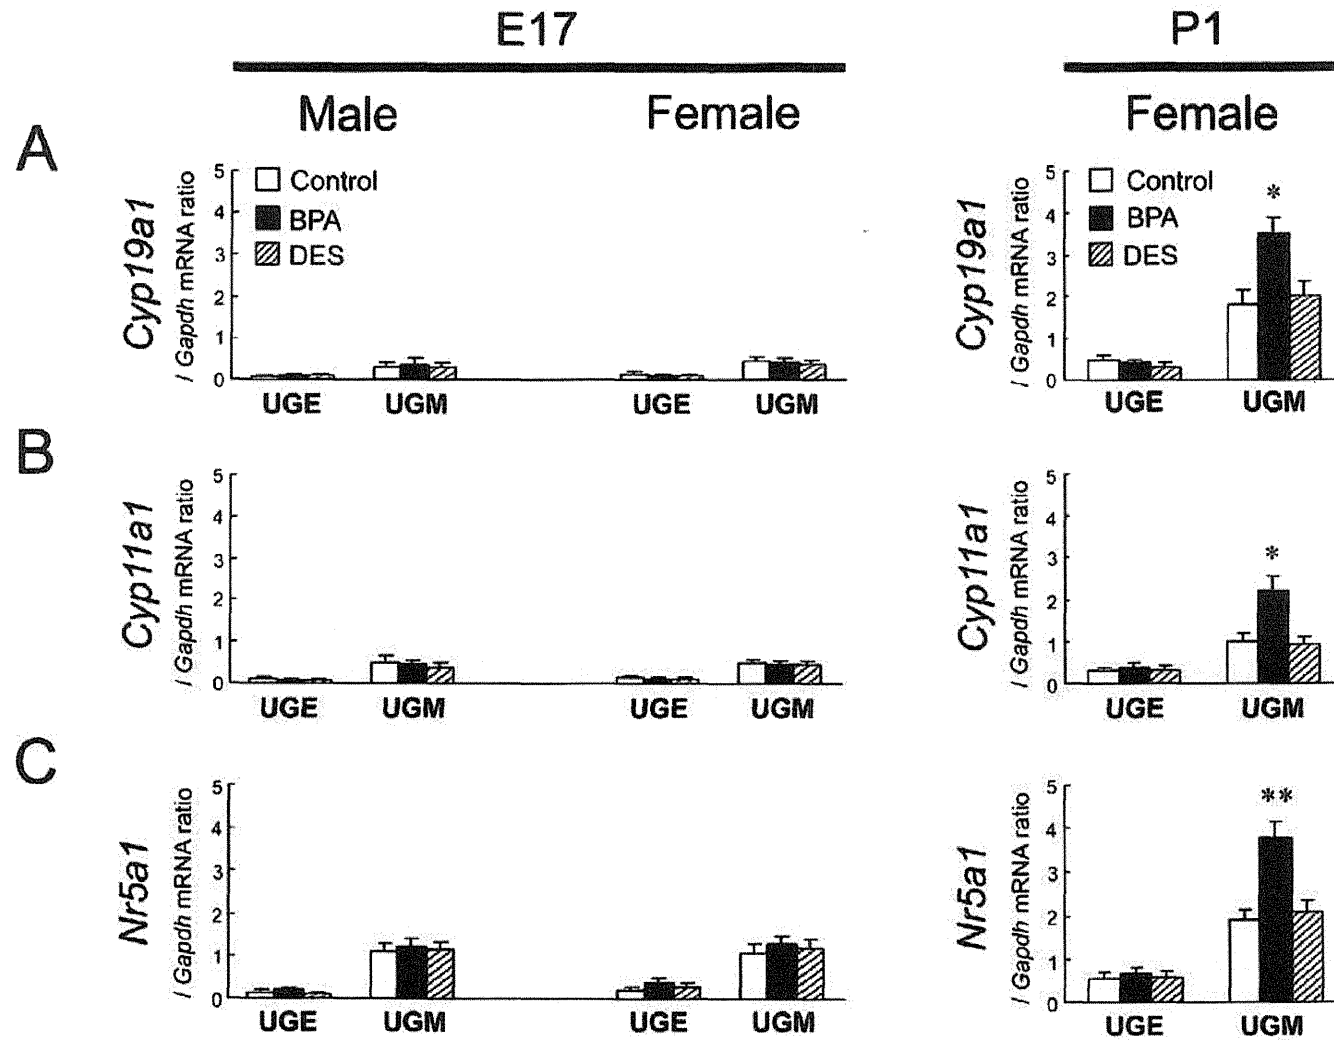 E17
P1
Male
Female
Female
A
Cyp19a1
/ Gapdh mRNA ratio
5
4
3
2
1
0
Control
BPA
DES
UGE
UGM
UGE
UGM
Cyp19a1
/ Gapdh mRNA ratio
5
4
3
2
1
0
Control
BPA
DES
*
UGE
UGM
B
Cyp11a1
/ Gapdh mRNA ratio
5
4
3
2
1
0
UGE
UGM
UGE
UGM
Cyp11a1
/ Gapdh mRNA ratio
5
4
3
2
1
0
*
UGE
UGM
C
Nr5a1
/ Gapdh mRNA ratio
5
4
3
2
1
0
UGE
UGM
UGE
UGM
Nr5a1
/ Gapdh mRNA ratio
5
4
3
2
1
0
**
UGE
UGM